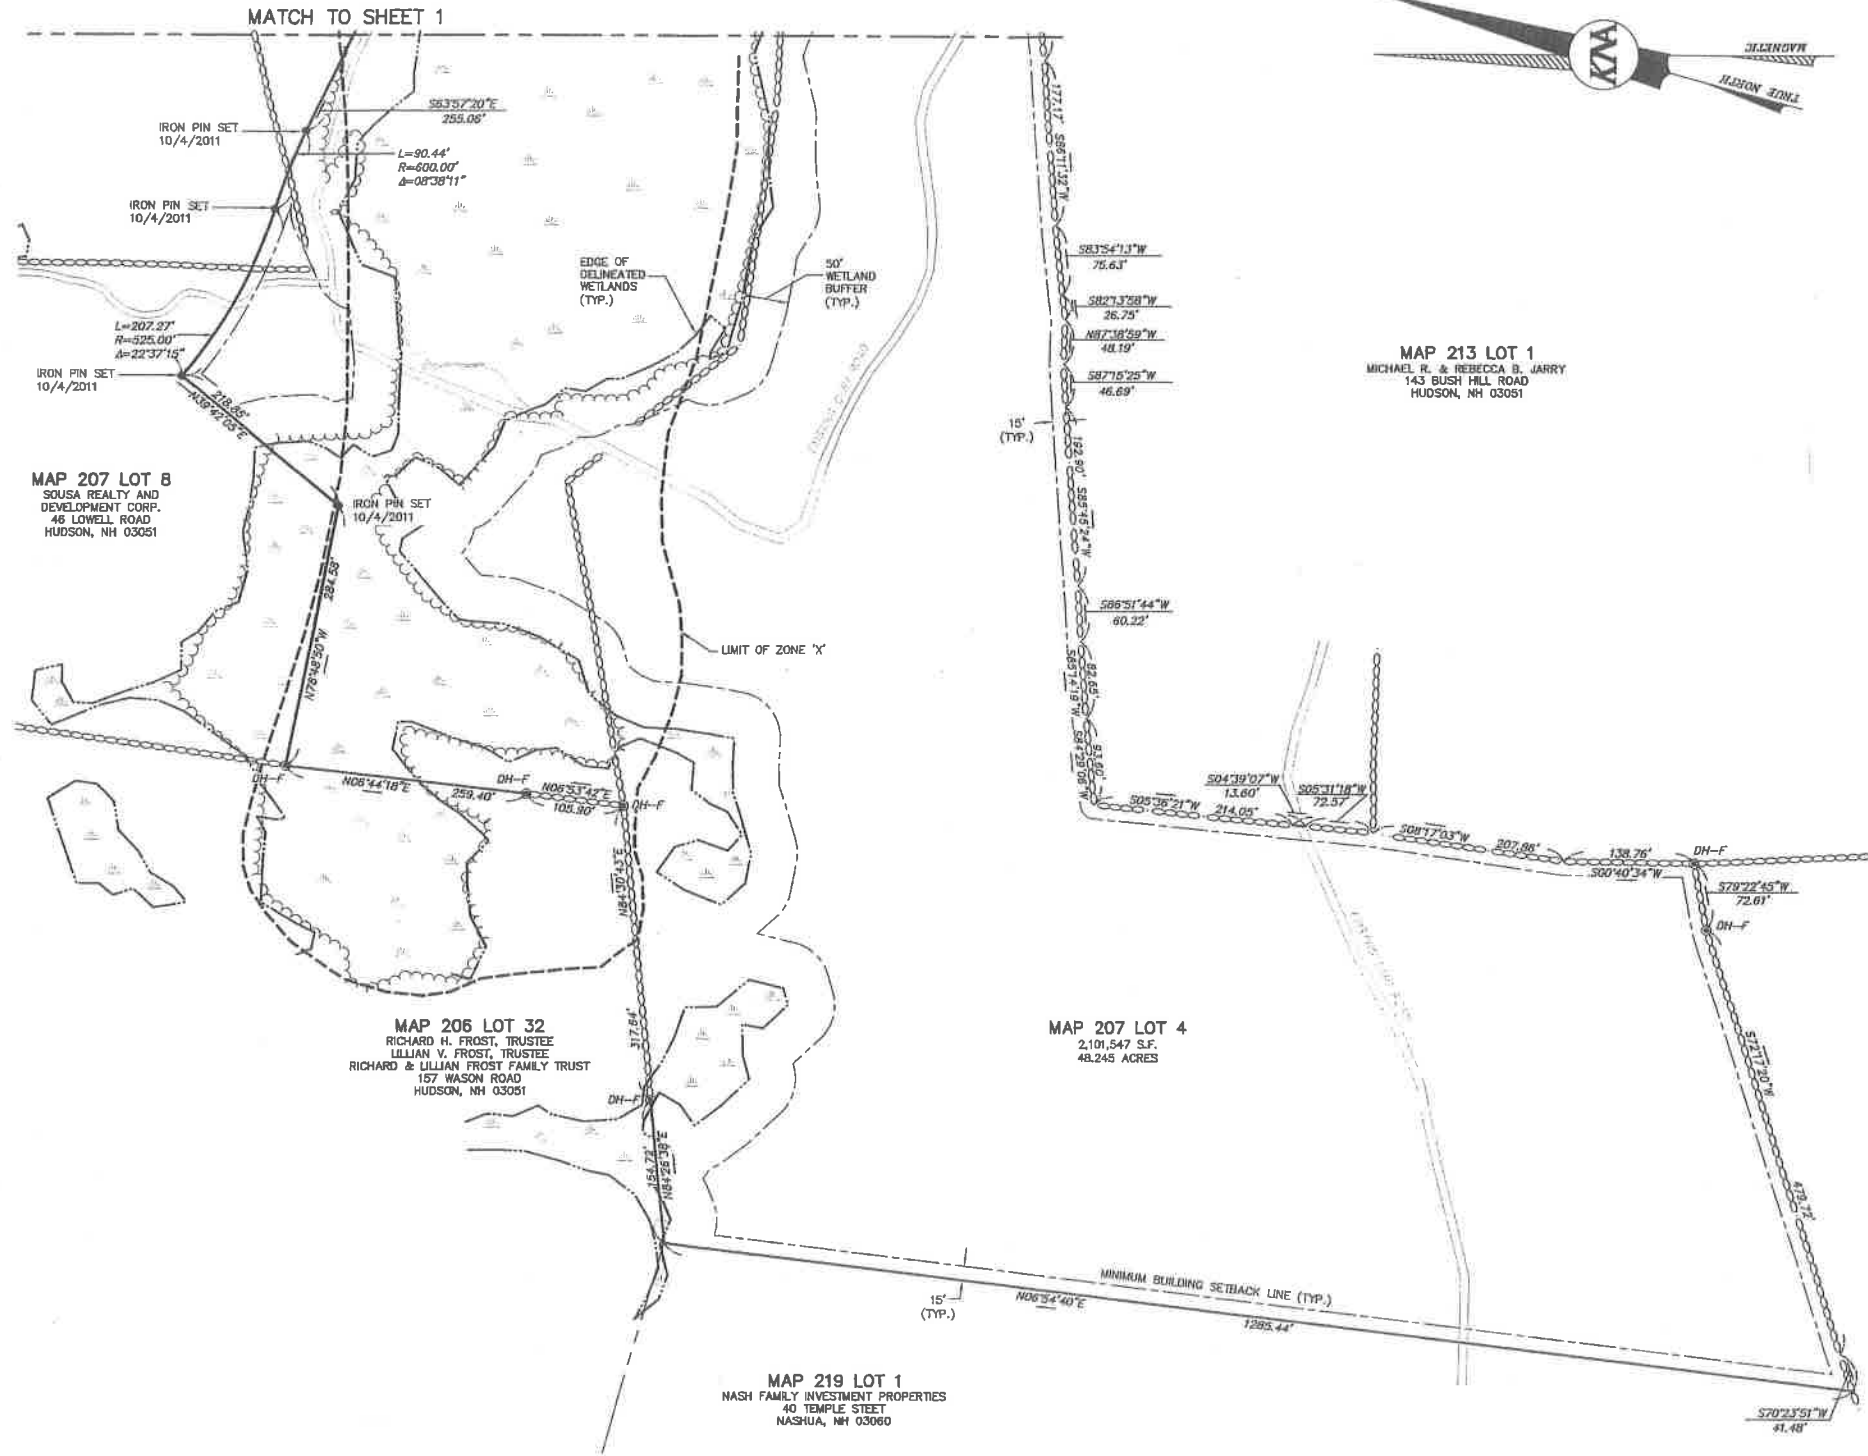 MATCH TO SHEET 1
KNA
MAGNETIC
TRUE NORTH
S63°57'20"E
255.06'
IRON PIN SET
10/4/2011
L=90.44'
R=600.00'
Δ=08°38'11"
IRON PIN SET
10/4/2011
L=207.27'
R=525.00'
Δ=22°37'15"
IRON PIN SET
10/4/2011
218.85'
N39°42'05"E
EDGE OF
DELINEATED
WETLANDS
(TYP.)
50'
WETLAND
BUFFER
(TYP.)
177.17'
S86°11'32"W
S83°54'13"W
75.63'
S82°13'58"W
26.75'
N87°38'59"W
48.19'
S87°15'25"W
46.69'
15'
(TYP.)
192.90'
S85°45'24"W
MAP 213 LOT 1
MICHAEL R. & REBECCA B. JARRY
143 BUSH HILL ROAD
HUDSON, NH 03051
MAP 207 LOT 8
SOUSA REALTY AND
DEVELOPMENT CORP.
46 LOWELL ROAD
HUDSON, NH 03051
IRON PIN SET
10/4/2011
284.58'
N78°48'50"W
S86°51'44"W
60.22'
LIMIT OF ZONE 'X'
82.65'
S85°14'19"W
93.60'
S84°29'06"W
DH-F
N06°44'18"E
259.40'
DH-F
N06°53'42"E
105.90'
DH-F
S05°36'21"W
214.05'
S04°39'07"W
13.60'
S05°31'18"W
72.57'
S08°17'03"W
207.86'
138.76'
S00°40'34"W
DH-F
S79°22'45"W
72.61'
DH-F
N84°30'43"E
317.64'
MAP 206 LOT 32
RICHARD H. FROST, TRUSTEE
LILLIAN V. FROST, TRUSTEE
RICHARD & LILLIAN FROST FAMILY TRUST
157 WASON ROAD
HUDSON, NH 03051
MAP 207 LOT 4
2,101,547 S.F.
48.245 ACRES
S72°17'20"W
479.72'
DH-F
154.72'
N84°26'38"E
MINIMUM BUILDING SETBACK LINE (TYP.)
15'
(TYP.)
N06°54'40"E
1285.44'
MAP 219 LOT 1
NASH FAMILY INVESTMENT PROPERTIES
40 TEMPLE STEET
NASHUA, NH 03060
S70°23'51"W
41.48'